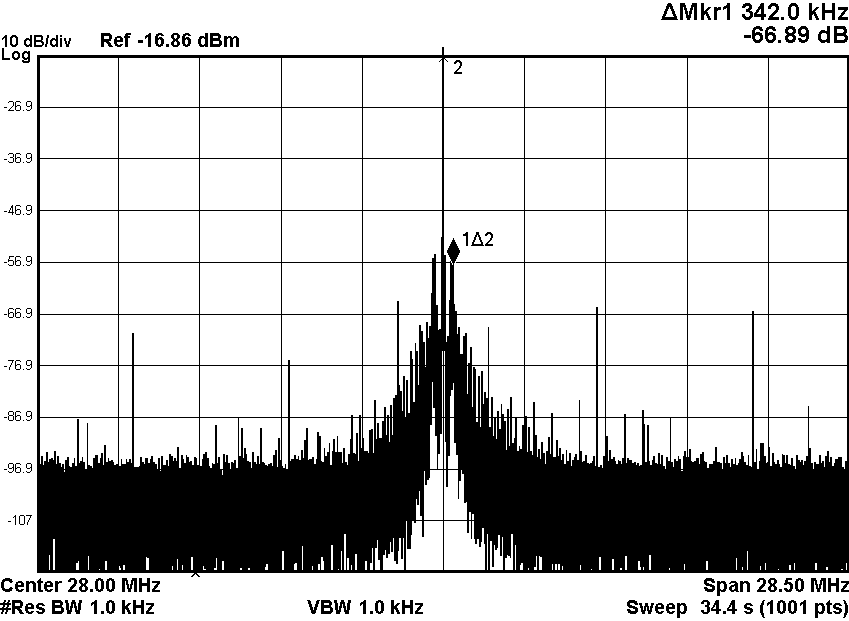 ΔMkr1 342.0 kHz
10 dB/div Ref -16.86 dBm -66.89 dB
Log
2
-26.9
-36.9
-46.9
1Δ2
-56.9
-66.9
-76.9
-86.9
-96.9
-107
Center 28.00 MHz Span 28.50 MHz
#Res BW 1.0 kHz VBW 1.0 kHz Sweep 34.4 s (1001 pts)